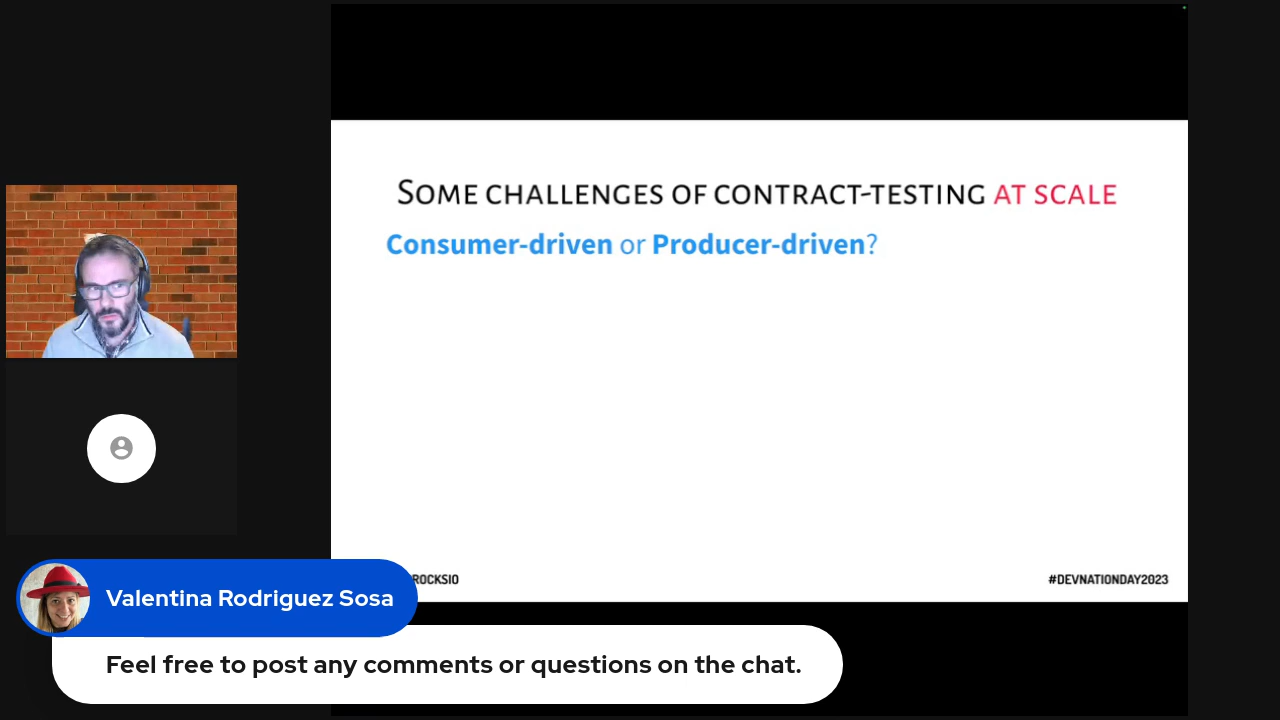 Some challenges of contract-testing at scale
Consumer-driven or Producer-driven?
ROCKSIO
#DEVNATIONDAY2023
Valentina Rodriguez Sosa
Feel free to post any comments or questions on the chat.